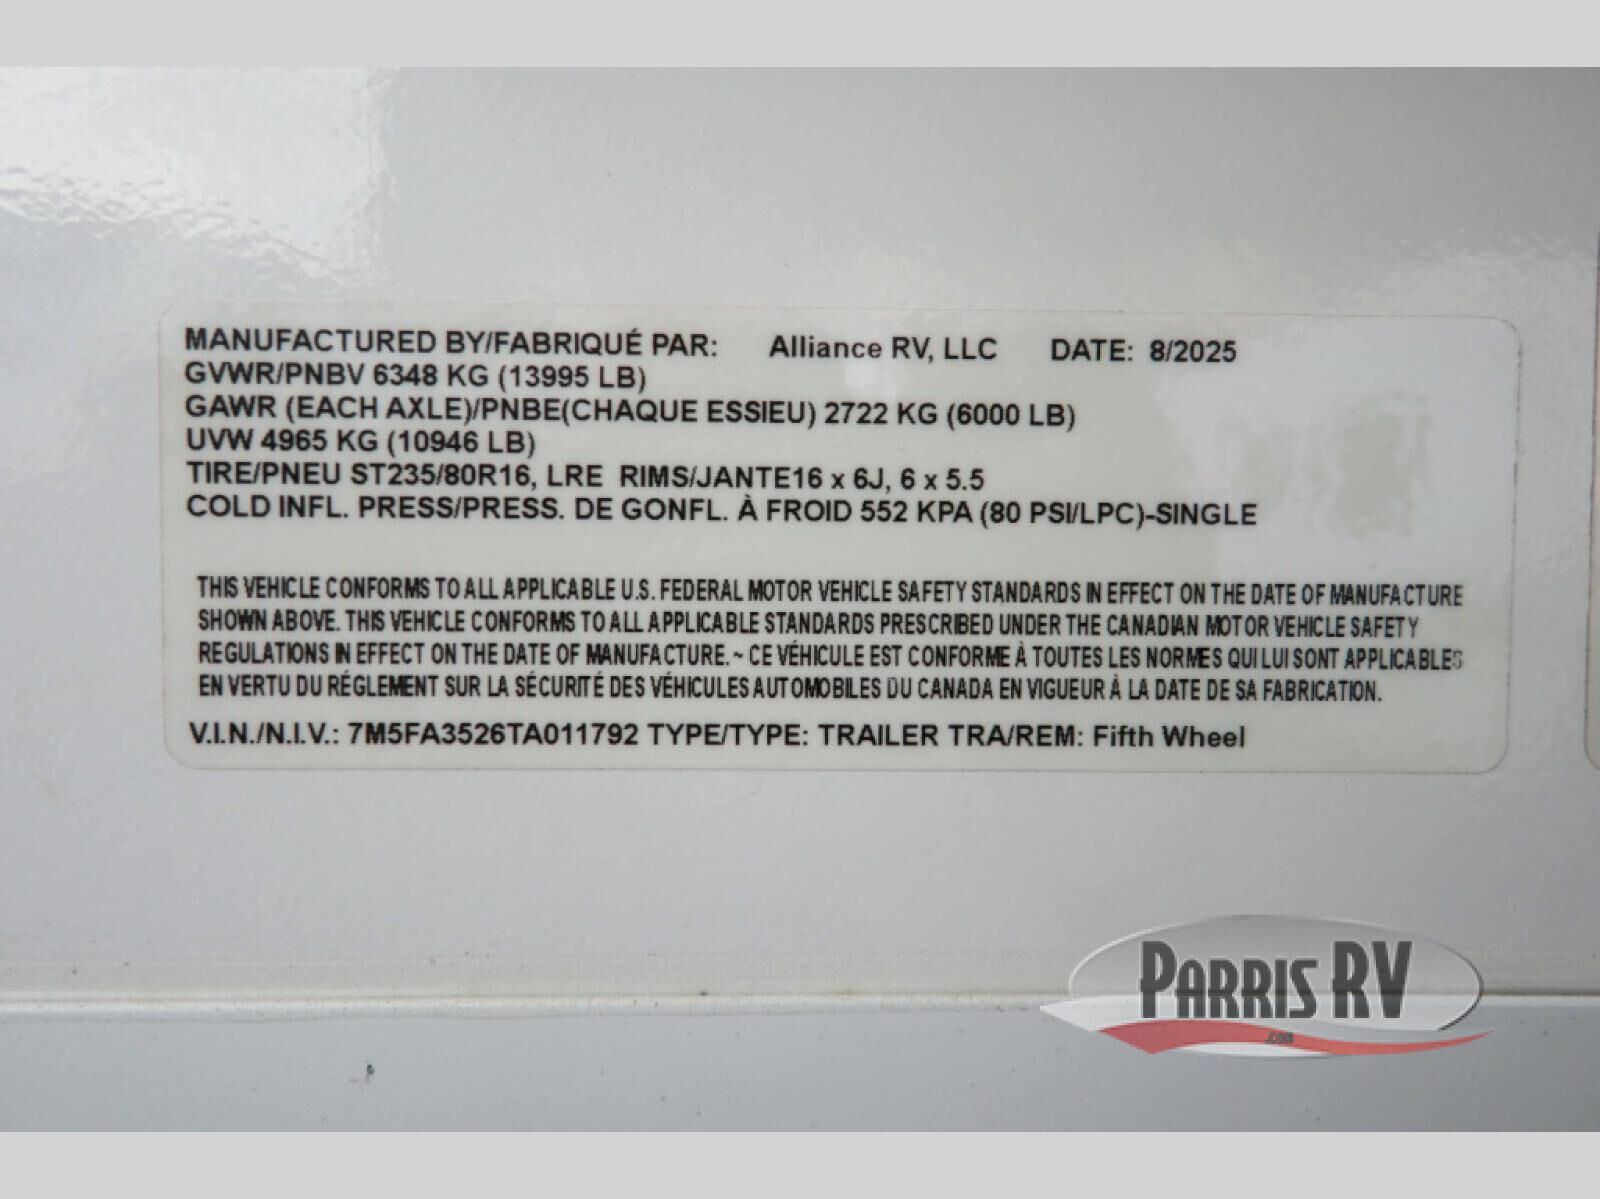 MANUFACTURED BY/FABRIQUÉ PAR: Alliance RV, LLC DATE: 8/2025
GVWR/PNBV 6348 KG (13995 LB)
GAWR (EACH AXLE)/PNBE(CHAQUE ESSIEU) 2722 KG (6000 LB)
UVW 4965 KG (10946 LB)
TIRE/PNEU ST235/80R16, LRE RIMS/JANTE16 x 6J, 6 x 5.5
COLD INFL. PRESS/PRESS. DE GONFL. À FROID 552 KPA (80 PSI/LPC)-SINGLE
THIS VEHICLE CONFORMS TO ALL APPLICABLE U.S. FEDERAL MOTOR VEHICLE SAFETY STANDARDS IN EFFECT ON THE DATE OF MANUFACTURE
SHOWN ABOVE. THIS VEHICLE CONFORMS TO ALL APPLICABLE STANDARDS PRESCRIBED UNDER THE CANADIAN MOTOR VEHICLE SAFETY
REGULATIONS IN EFFECT ON THE DATE OF MANUFACTURE. ~ CE VÉHICULE EST CONFORME À TOUTES LES NORMES QUI LUI SONT APPLICABLES
EN VERTU DU RÉGLEMENT SUR LA SÉCURITÉ DES VÉHICULES AUTOMOBILES DU CANADA EN VIGUEUR À LA DATE DE SA FABRICATION.
V.I.N./N.I.V.: 7M5FA3526TA011792 TYPE/TYPE: TRAILER TRA/REM: Fifth Wheel
PARRIS RV
.COM